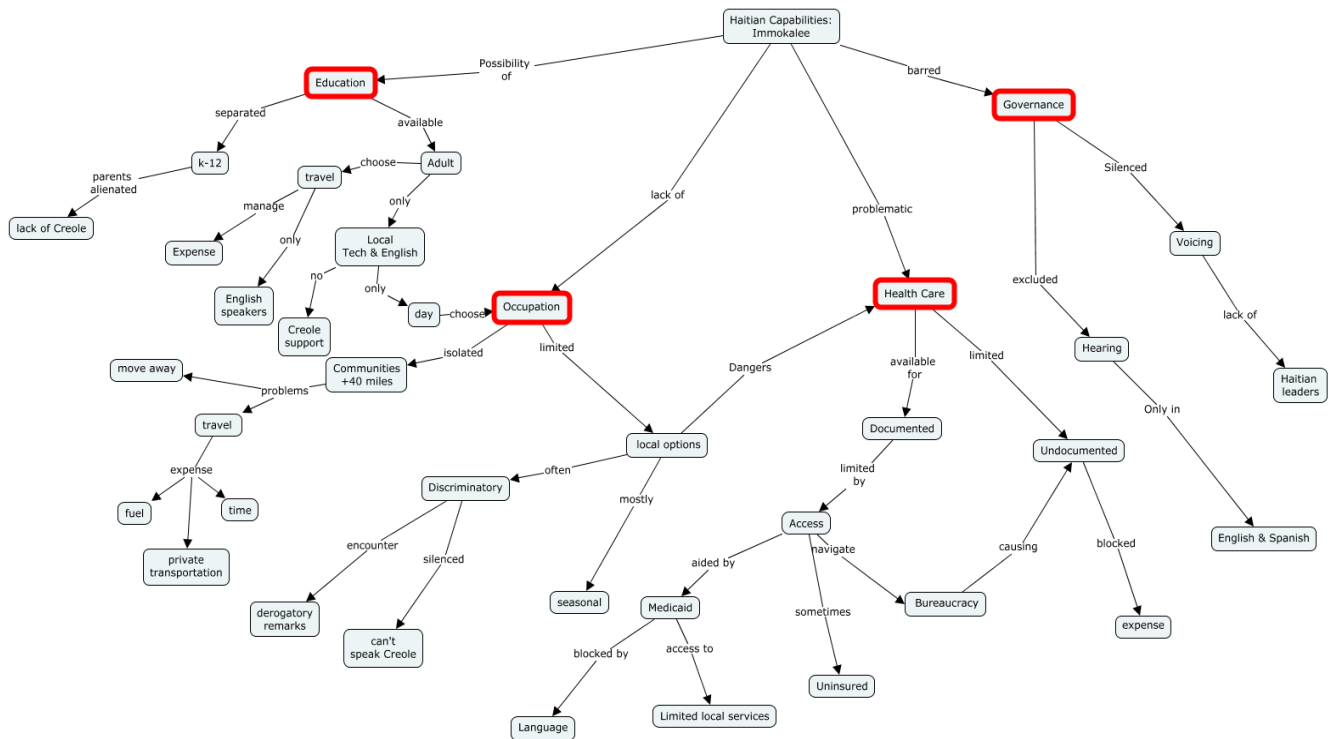 Haitian Capabilities:
Immokalee
Possibility
of
barred
Education
Governance
separated
available
k-12
Adult
choose
travel
parents
alienated
manage
only
lack of
Silenced
problematic
lack of Creole
Expense
only
Local
Tech & English
Voicing
no
only
excluded
English
speakers
Creole
support
day
choose
Occupation
Health Care
lack of
isolated
limited
Hearing
Communities
+40 miles
move away
problems
Dangers
available
for
limited
Haitian
leaders
Only in
travel
Documented
local options
Undocumented
expense
often
limited
by
Discriminatory
mostly
fuel
time
Access
private
transportation
encounter
silenced
aided by
navigate
causing
blocked
English & Spanish
seasonal
Medicaid
sometimes
Bureaucracy
derogatory
remarks
expense
can't
speak Creole
blocked by
access to
Uninsured
Language
Limited local services